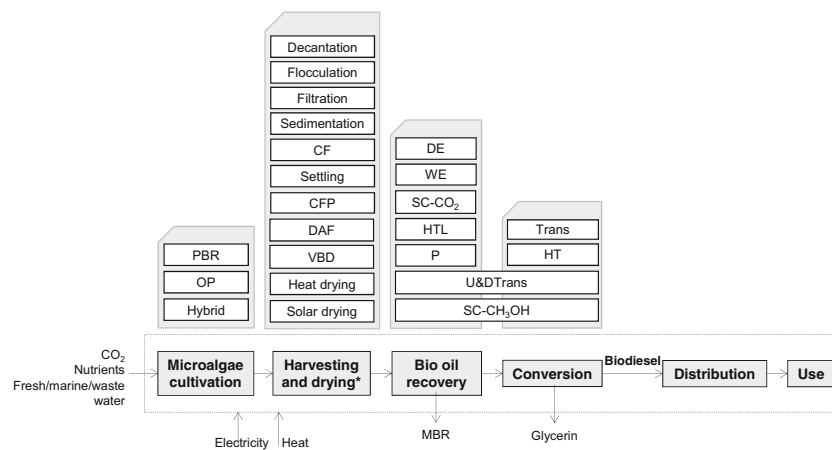 Decantation
Flocculation
Filtration
Sedimentation
CF
Settling
CFP
DAF
VBD
Heat drying
Solar drying
PBR
OP
Hybrid
DE
WE
SC-CO₂
HTL
P
Trans
HT
U&DTrans
SC-CH₃OH
CO₂
Nutrients
Fresh/marine/waste
water
Microalgae
cultivation
Harvesting
and drying*
Bio oil
recovery
Conversion
Biodiesel
Distribution
Use
Electricity
Heat
MBR
Glycerin